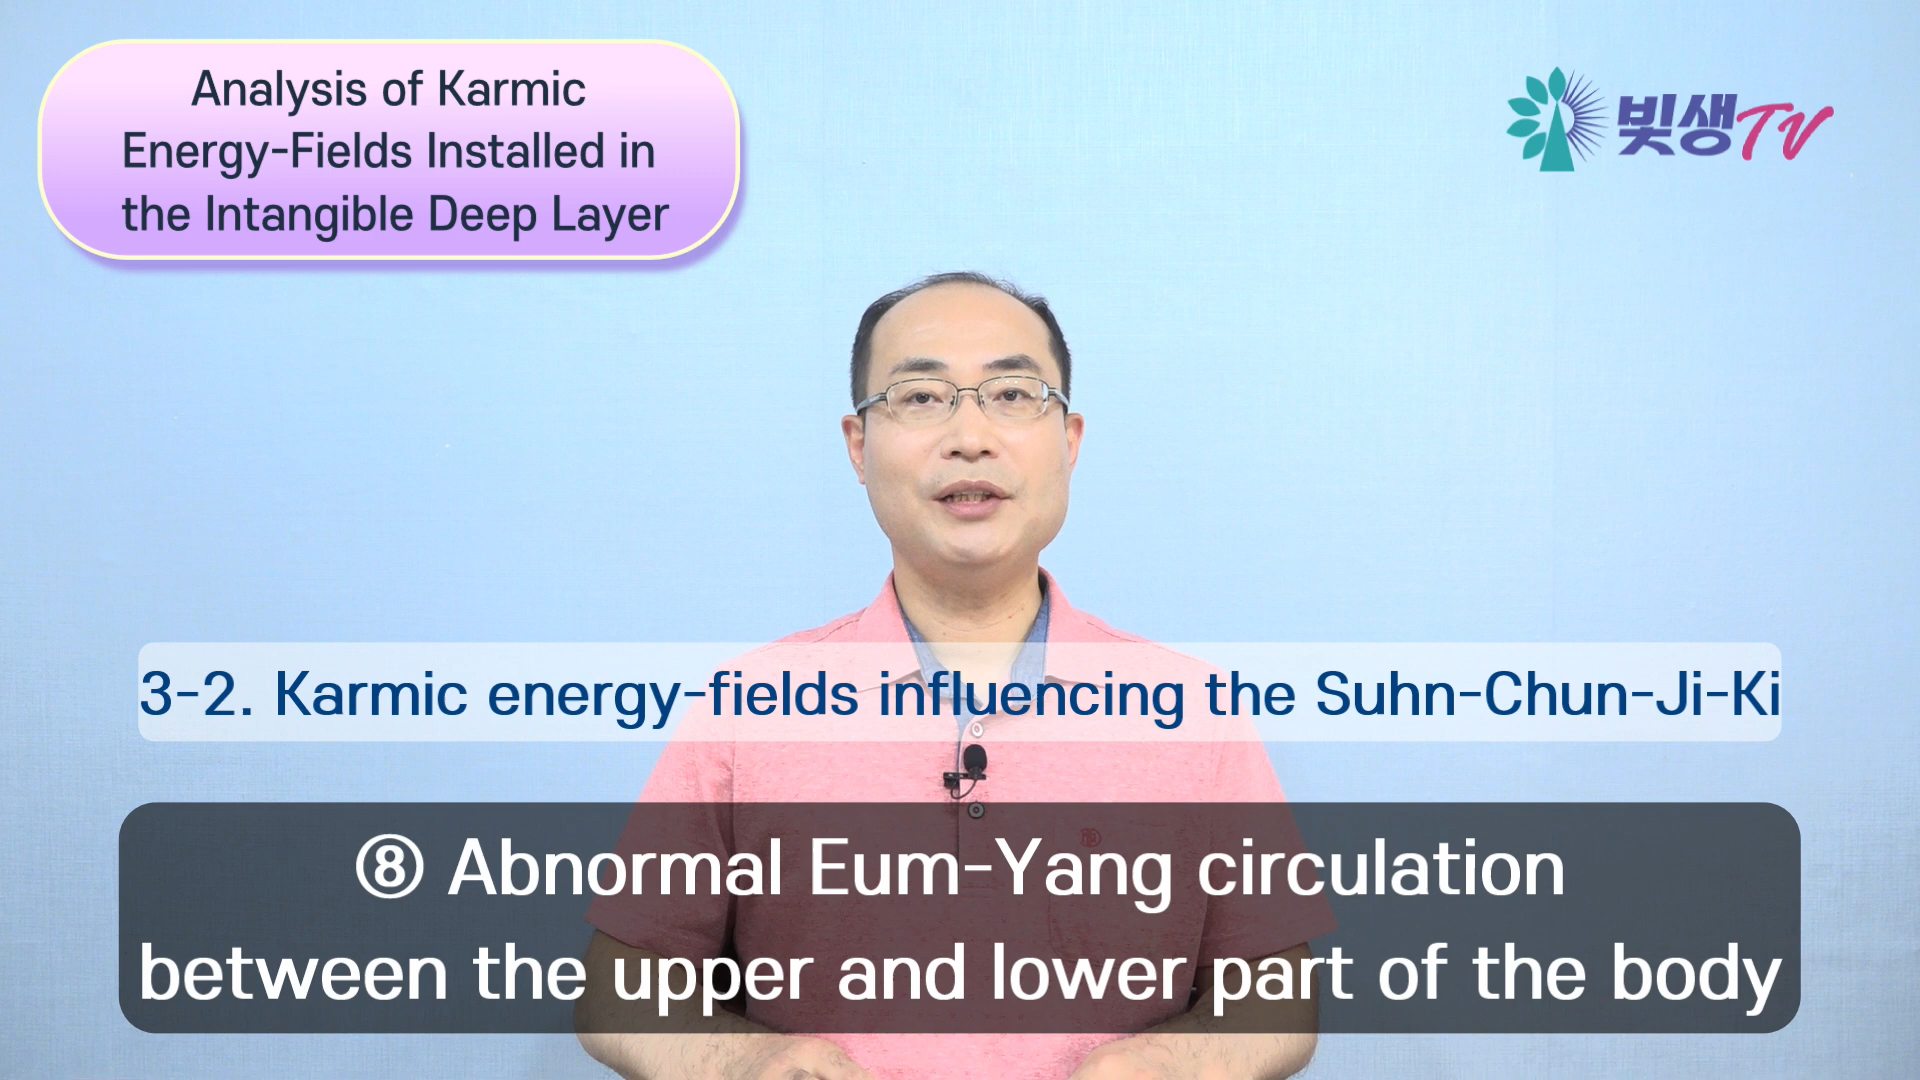 Analysis of Karmic
Energy-Fields Installed in
the Intangible Deep Layer
빛생TV
3-2. Karmic energy-fields influencing the Suhn-Chun-Ji-Ki
⑧ Abnormal Eum-Yang circulation
between the upper and lower part of the body